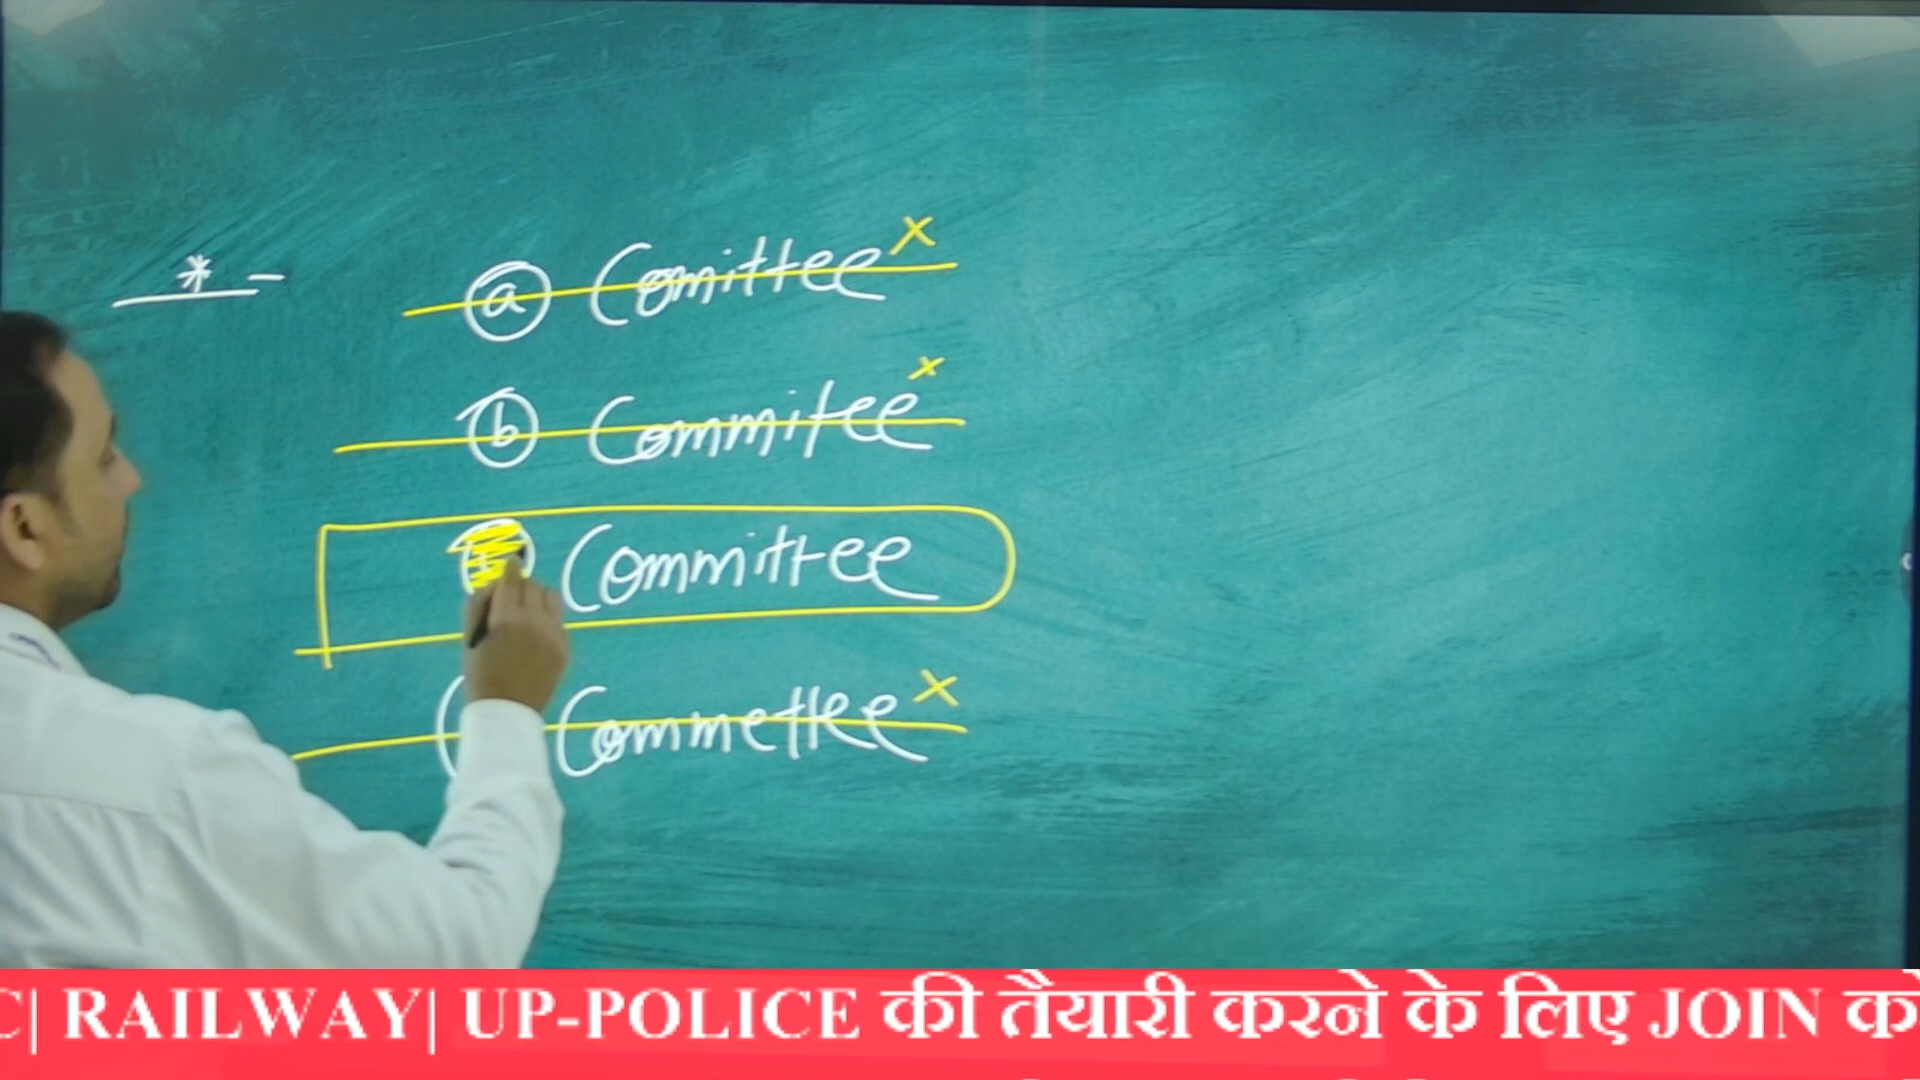 * -
a Comittee x
b Commitee x
Committee
Commettee x
C| RAILWAY| UP-POLICE की तैयारी करने के लिए JOIN क